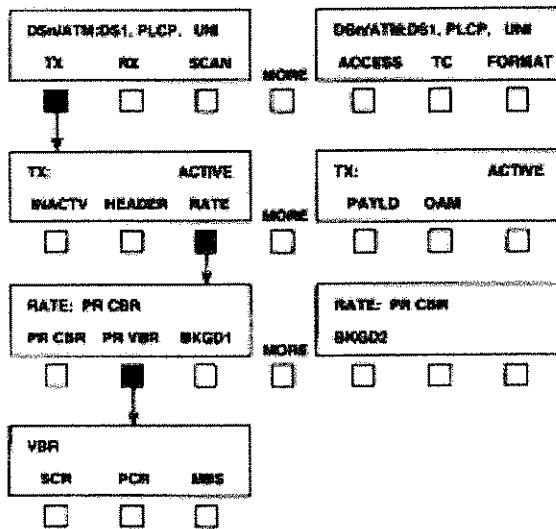 DSn/ATM:DS1, PLCP, UNI
TX RX SCAN
MORE
DSn/ATM:DS1, PLCP, UNI
ACCESS TC FORMAT
TX: ACTIVE
INACTV HEADER RATE
MORE
TX: ACTIVE
PAYLD OAM
RATE: PR CBR
PR CBR PR VBR BKGD1
MORE
RATE: PR CBR
BKGD2
VBR
SCR PCR MBS